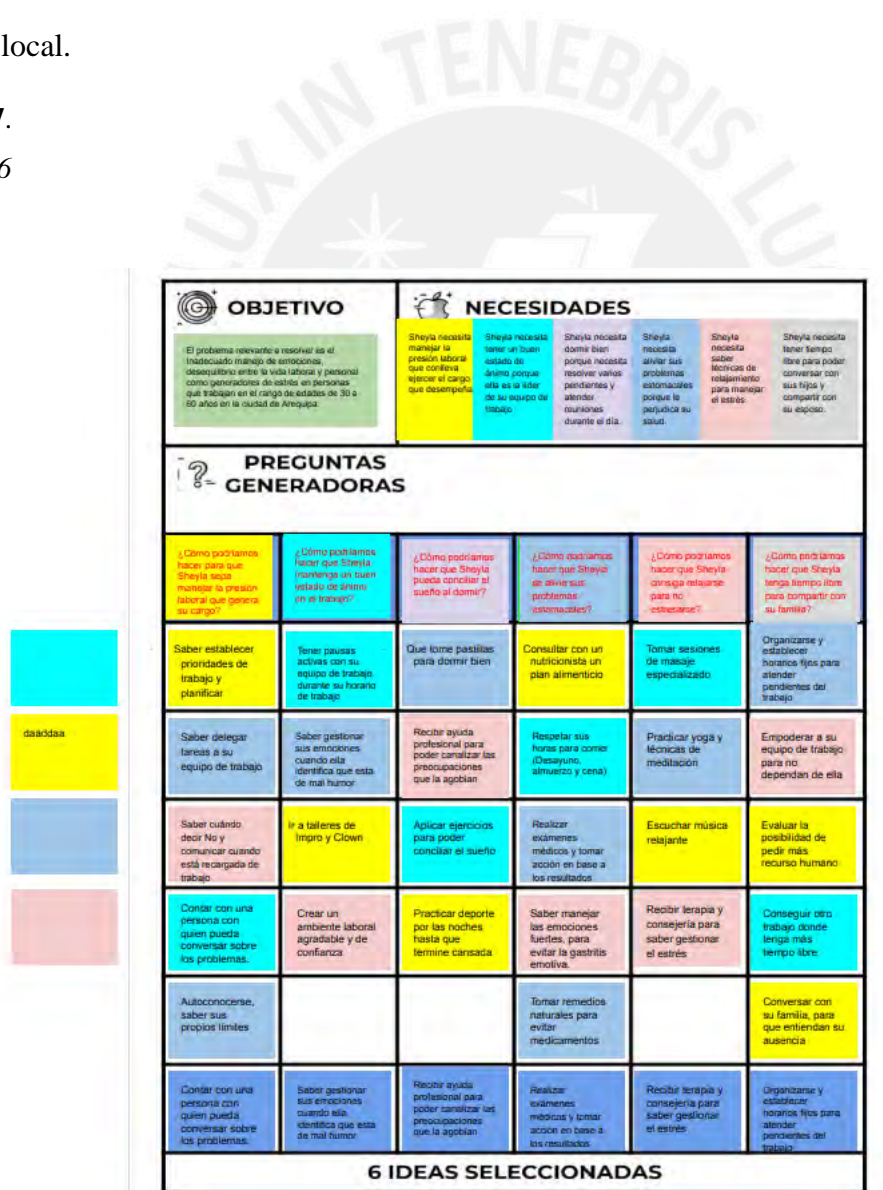 local.
.
6
LUX IN TENEBRIS LU
OBJETIVO
El problema relevante a resolver es el
inadecuado manejo de emociones,
desequilibrio entre la vida laboral y personal
como generadores de estrés en personas
que trabajan en el rango de edades de 30 a
60 años en la ciudad de Arequipa.
NECESIDADES
Sheyla necesita
manejar la
presión laboral
que conlleva
ejercer el cargo
que desempeña
Sheyla necesita
tener un buen
estado de
ánimo porque
ella es la líder
de su equipo de
trabajo
Sheyla necesita
dormir bien
porque necesita
resolver varios
pendientes y
atender
reuniones
durante el día.
Sheyla
necesita
aliviar sus
problemas
estomacales
porque le
perjudica su
salud.
Sheyla
necesita
saber
técnicas de
relajamiento
para manejar
el estrés
Sheyla necesita
tener tiempo
libre para poder
conversar con
sus hijos y
compartir con
su esposo.
PREGUNTAS
GENERADORAS
¿Cómo podríamos
hacer para que
Sheyla sepa
manejar la presión
laboral que genera
su cargo?
¿Cómo podríamos
hacer que Sheyla
mantenga un buen
estado de ánimo
en el trabajo?
¿Cómo podríamos
hacer que Sheyla
pueda conciliar el
sueño al dormir?
¿Cómo podríamos
hacer que Sheyla
se alivie sus
problemas
estomacales?
¿Cómo podríamos
hacer que Sheyla
consiga relajarse
para no
estresarse?
¿Cómo podríamos
hacer que Sheyla
tenga tiempo libre
para compartir con
su familia?
Saber establecer
prioridades de
trabajo y
planificar
Tener pausas
activas con su
equipo de trabajo
durante su horario
de trabajo
Que tome pastillas
para dormir bien
Consultar con un
nutricionista un
plan alimenticio
Tomar sesiones
de masaje
especializado
Organizarse y
establecer
horarios fijos para
atender
pendientes del
trabajo
daaddaa
Saber delegar
tareas a su
equipo de trabajo
Saber gestionar
sus emociones
cuando ella
identifica que esta
de mal humor
Recibir ayuda
profesional para
poder canalizar las
preocupaciones
que la agobian
Respetar sus
horas para comer
(Desayuno,
almuerzo y cena)
Practicar yoga y
técnicas de
meditación
Empoderar a su
equipo de trabajo
para no
dependan de ella
Saber cuándo
decir No y
comunicar cuando
está recargada de
trabajo
Ir a talleres de
Impro y Clown
Aplicar ejercicios
para poder
conciliar el sueño
Realizar
exámenes
médicos y tomar
acción en base a
los resultados
Escuchar música
relajante
Evaluar la
posibilidad de
pedir más
recurso humano
Contar con una
persona con
quien pueda
conversar sobre
los problemas.
Crear un
ambiente laboral
agradable y de
confianza
Practicar deporte
por las noches
hasta que
termine cansada
Saber manejar
las emociones
fuertes, para
evitar la gastritis
emotiva.
Recibir terapia y
consejería para
saber gestionar
el estrés
Conseguir otro
trabajo donde
tenga más
tiempo libre
Autoconocerse,
saber sus
propios límites
Tomar remedios
naturales para
evitar
medicamentos
Conversar con
su familia, para
que entiendan su
ausencia
Contar con una
persona con
quien pueda
conversar sobre
los problemas.
Saber gestionar
sus emociones
cuando ella
identifica que esta
de mal humor
Recibir ayuda
profesional para
poder canalizar las
preocupaciones
que la agobian
Realizar
exámenes
médicos y tomar
acción en base a
los resultados
Recibir terapia y
consejería para
saber gestionar
el estrés
Organizarse y
establecer
horarios fijos para
atender
pendientes del
trabajo
6 IDEAS SELECCIONADAS